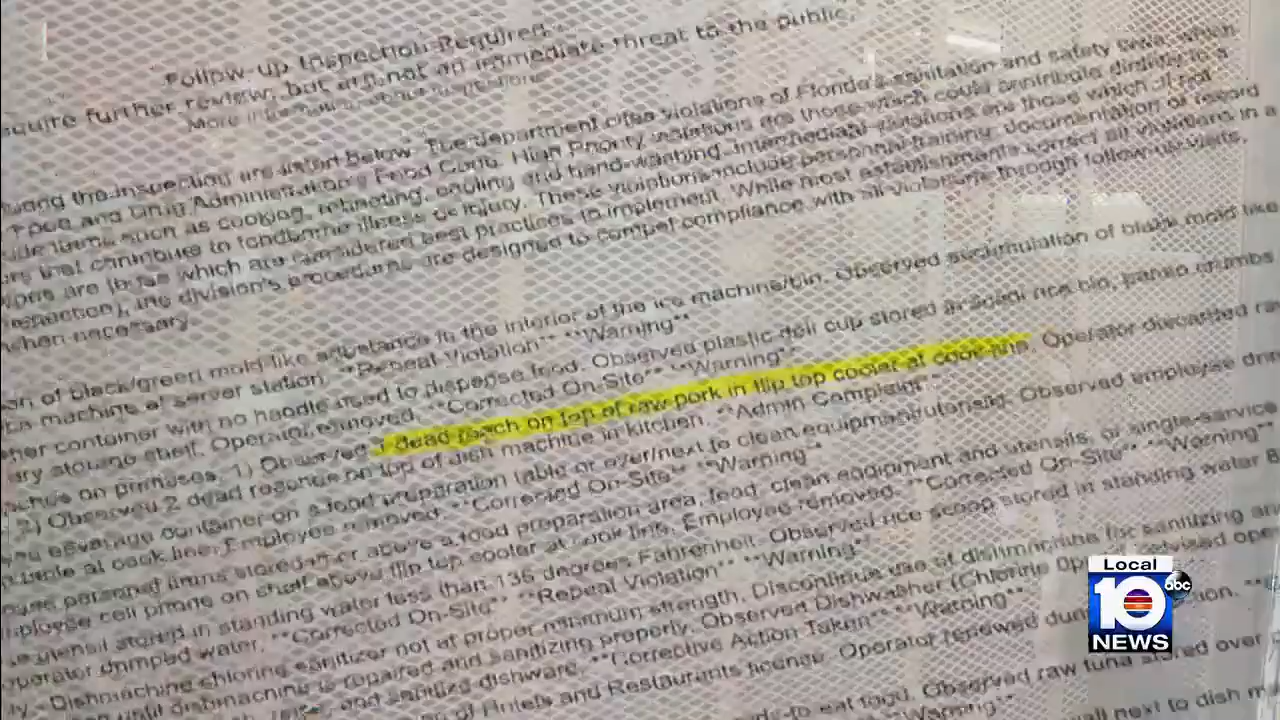 Follow-up Inspection Required
require further review, but are not an immediate threat to the public.
More information about inspections
during the inspection are listed below. The department cites violations of Florida's sanitation and safety laws, which
Food and Drug Administration's Food Code. High Priority violations are those which could contribute directly to a
items such as cooking, reheating, cooling and hand-washing. Intermediate violations are those which, if not
that contribute to foodborne illness or injury. These violations include personnel training, documentation or record
are those which are considered best practices to implement. While most establishments correct all violations in a
the division's procedures are designed to compel compliance with all violations through follow-up visits,
when necessary.
of black/green mold-like substance in the interior of the ice machine/bin. Observed accumulation of black mold like
ice machine at server station. **Repeat Violation** **Warning**
other container with no handle used to dispense food. Observed plastic deli cup stored in sushi rice bin, panko crumbs
dry storage shelf. Operator removed. **Corrected On-Site** **Warning**
on premises. 1) Observed 1 dead roach on top of raw pork in flip top cooler at cook line. Operator discarded raw
2) Observed 2 dead roaches on top of dish machine in kitchen. **Admin Complaint**
beverage container on a food preparation table or over/next to clean equipment/utensils. Observed employee drink
table at cook line. Employee removed. **Corrected On-Site** **Warning**
personal items stored in or above a food preparation area, food, clean equipment and utensils, or single-service
employee cell phone on shelf above flip top cooler at cook line. Employee removed. **Corrected On-Site** **Warning**
utensil stored in standing water less than 135 degrees Fahrenheit. Observed rice scoop stored in standing water
Operator dumped water. **Corrected On-Site** **Repeat Violation** **Warning**
Dishmachine chlorine sanitizer not at proper minimum strength. Discontinue use of dishmachine for sanitizing
until dishmachine is repaired and sanitizing properly. Observed Dishwasher (Chlorine
and sanitize dishware. **Corrective Action Taken** **Warning**
of Hotels and Restaurants license. Operator renewed
to eat food. Observed raw tuna stored over
**Warning**
next to dish
Local
10 abc
NEWS